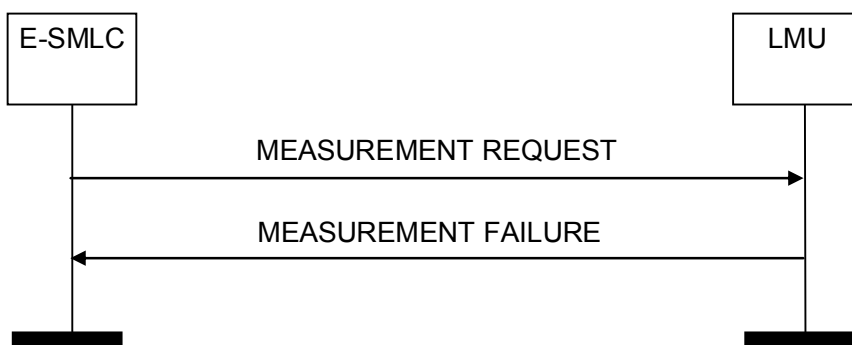 E-SMLC
LMU
MEASUREMENT REQUEST
MEASUREMENT FAILURE